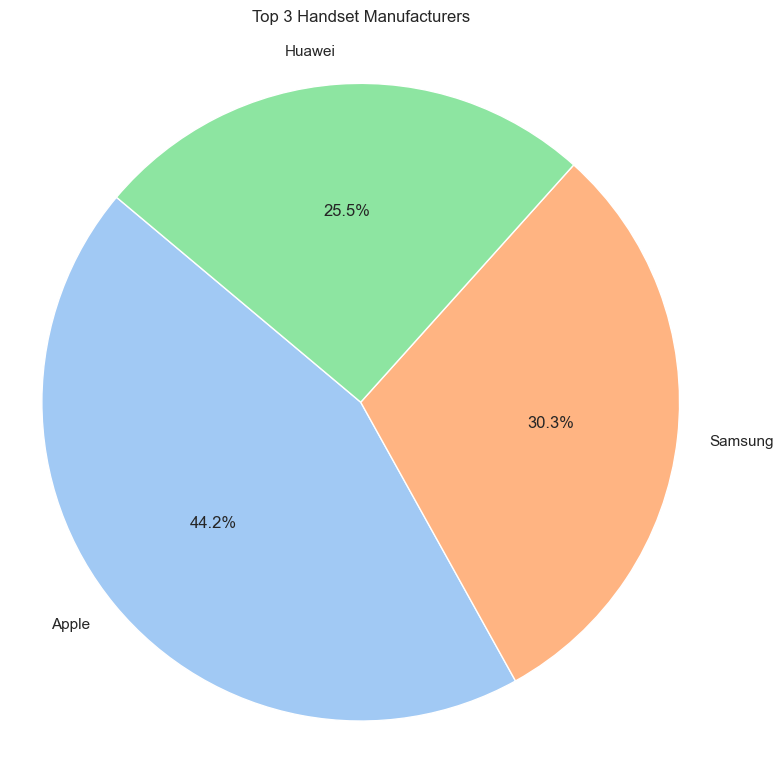 Top 3 Handset Manufacturers
Huawei
25.5%
30.3%
Samsung
44.2%
Apple